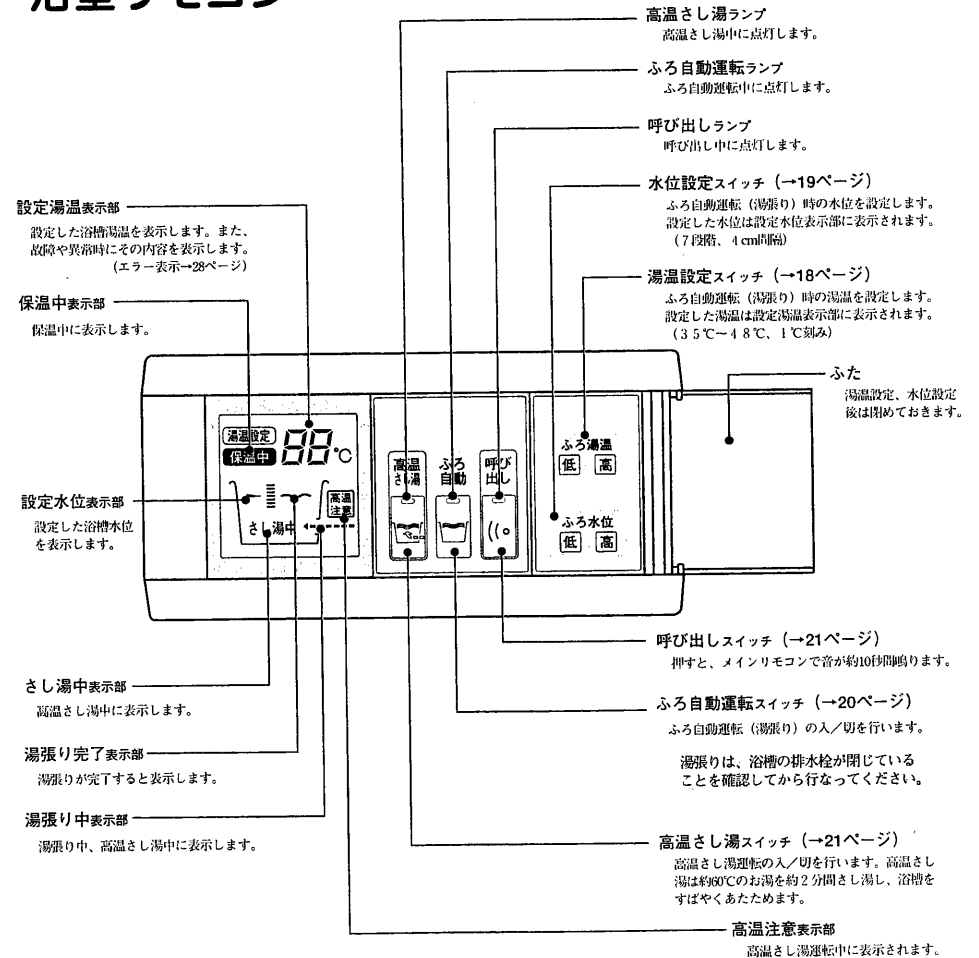 浴室リモコン
高温さし湯ランプ
高温さし湯中に点灯します。
ふろ自動運転ランプ
ふろ自動運転中に点灯します。
呼び出しランプ
呼び出し中に点灯します。
水位設定スイッチ（→19ページ）
ふろ自動運転（湯張り）時の水位を設定します。
設定した水位は設定水位表示部に表示されます。
（7段階、4cm間隔）
湯温設定スイッチ（→18ページ）
ふろ自動運転（湯張り）時の湯温を設定します。
設定した湯温は設定湯温表示部に表示されます。
（35℃～48℃、1℃刻み）
ふた
湯温設定、水位設定
後は閉めておきます。
設定湯温表示部
設定した浴槽湯温を表示します。また、
故障や異常時にその内容を表示します。
（エラー表示→28ページ）
保温中表示部
保温中に表示します。
設定水位表示部
設定した浴槽水位
を表示します。
湯温設定
保温中
88℃
高温
注意
さし湯中
高温
さし湯
ふろ
自動
呼び
出し
ふろ湯温
低 高
ふろ水位
低 高
さし湯中表示部
高温さし湯中に表示します。
湯張り完了表示部
湯張りが完了すると表示します。
湯張り中表示部
湯張り中、高温さし湯中に表示します。
呼び出しスイッチ（→21ページ）
押すと、メインリモコンで音が約10秒間鳴ります。
ふろ自動運転スイッチ（→20ページ）
ふろ自動運転（湯張り）の入／切を行います。
湯張りは、浴槽の排水栓が閉じている
ことを確認してから行なってください。
高温さし湯スイッチ（→21ページ）
高温さし湯運転の入／切を行います。高温さし
湯は約60℃のお湯を約2分間さし湯し、浴槽を
すばやくあたためます。
高温注意表示部
高温さし湯運転中に表示されます。